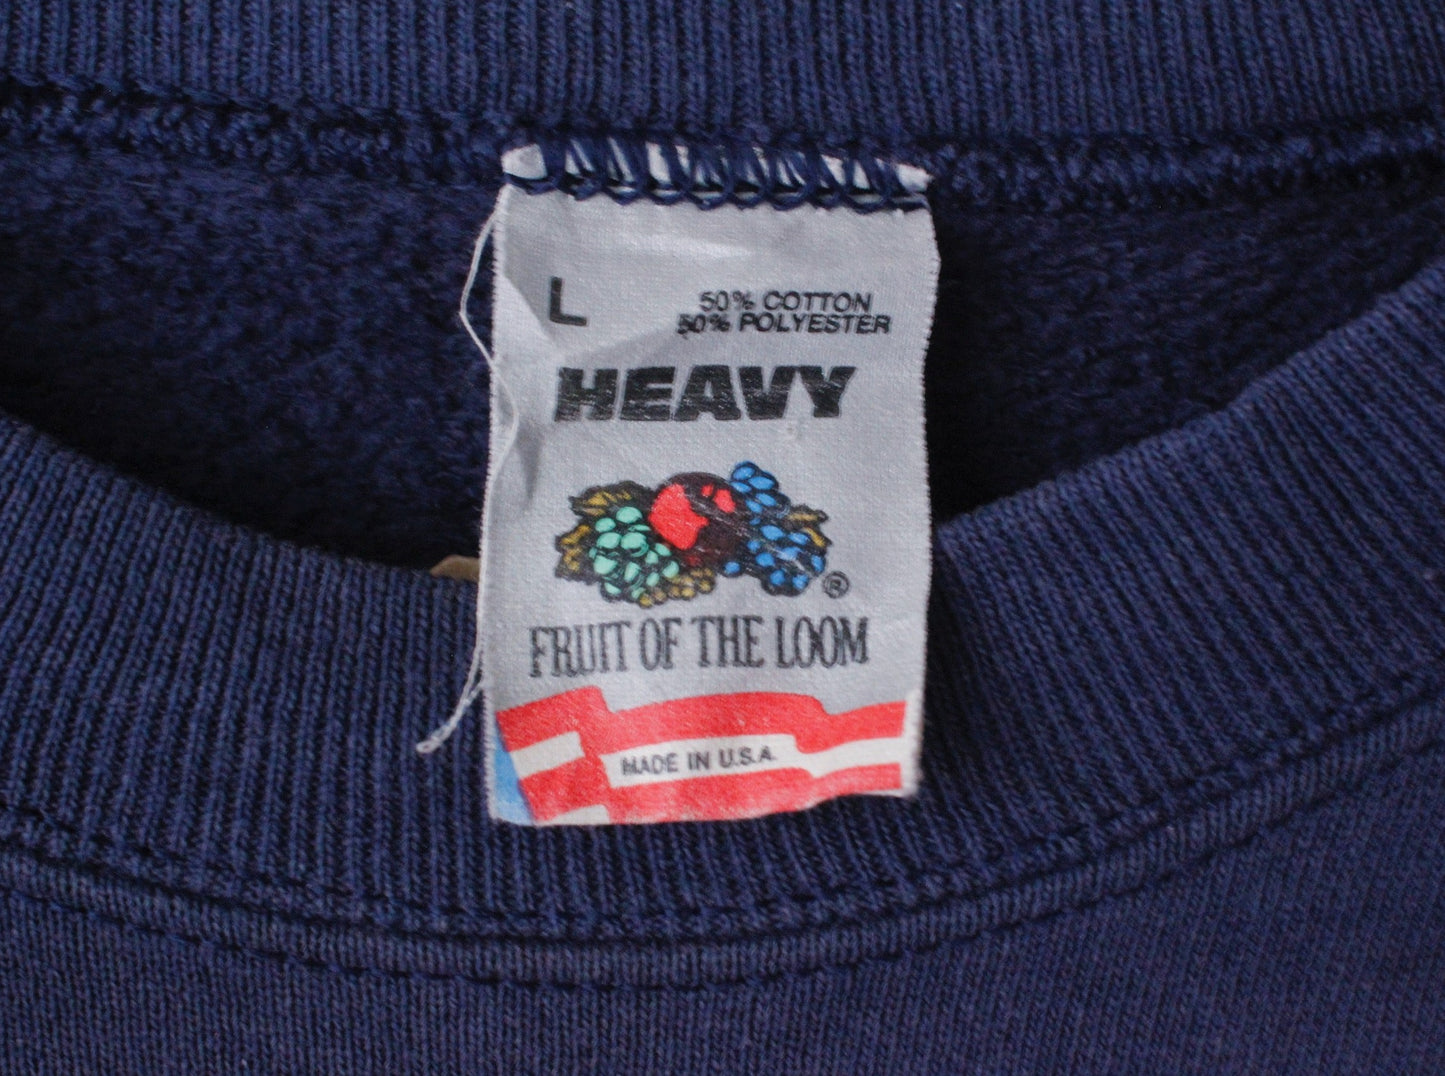 L
50% COTTON
50% POLYESTER
HEAVY
®
FRUIT OF THE LOOM
MADE IN U.S.A.